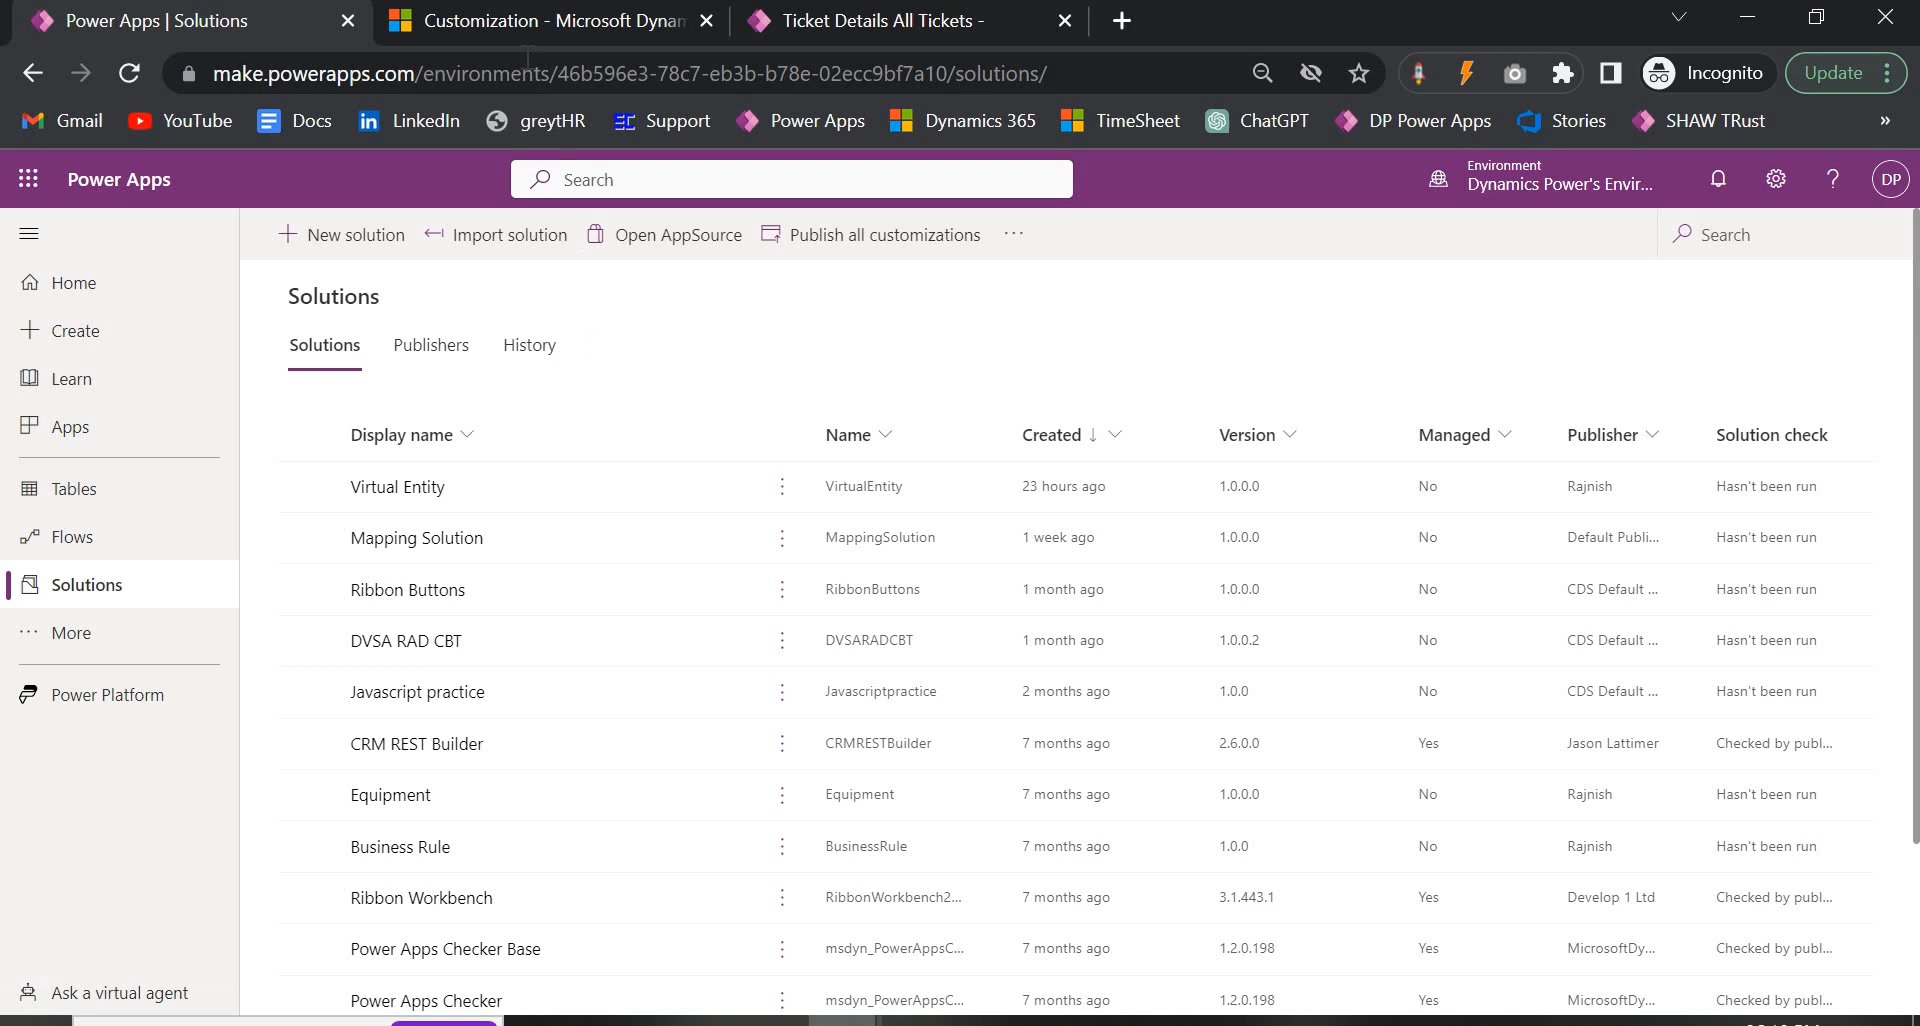 Power Apps | Solutions
Customization - Microsoft Dynam
Ticket Details All Tickets -
make.powerapps.com/environments/46b596e3-78c7-eb3b-b78e-02ecc9bf7a10/solutions/
Incognito
Update
Gmail
YouTube
Docs
LinkedIn
greytHR
Support
Power Apps
Dynamics 365
TimeSheet
ChatGPT
DP Power Apps
Stories
SHAW TRust
»
Power Apps
Search
Environment
Dynamics Power's Envir...
DP
New solution
Import solution
Open AppSource
Publish all customizations
Search
Home
Create
Learn
Apps
Tables
Flows
Solutions
More
Power Platform
Ask a virtual agent
Solutions
Solutions Publishers History
Display name Name Created Version Managed Publisher Solution check
Virtual Entity VirtualEntity 23 hours ago 1.0.0.0 No Rajnish Hasn't been run
Mapping Solution MappingSolution 1 week ago 1.0.0.0 No Default Publi... Hasn't been run
Ribbon Buttons RibbonButtons 1 month ago 1.0.0.0 No CDS Default ... Hasn't been run
DVSA RAD CBT DVSARADCBT 1 month ago 1.0.0.2 No CDS Default ... Hasn't been run
Javascript practice Javascriptpractice 2 months ago 1.0.0 No CDS Default ... Hasn't been run
CRM REST Builder CRMRESTBuilder 7 months ago 2.6.0.0 Yes Jason Lattimer Checked by publ...
Equipment Equipment 7 months ago 1.0.0.0 No Rajnish Hasn't been run
Business Rule BusinessRule 7 months ago 1.0.0 No Rajnish Hasn't been run
Ribbon Workbench RibbonWorkbench2... 7 months ago 3.1.443.1 Yes Develop 1 Ltd Checked by publ...
Power Apps Checker Base msdyn_PowerAppsC... 7 months ago 1.2.0.198 Yes MicrosoftDy... Checked by publ...
Power Apps Checker msdyn_PowerAppsC... 7 months ago 1.2.0.198 Yes MicrosoftDy... Checked by publ...